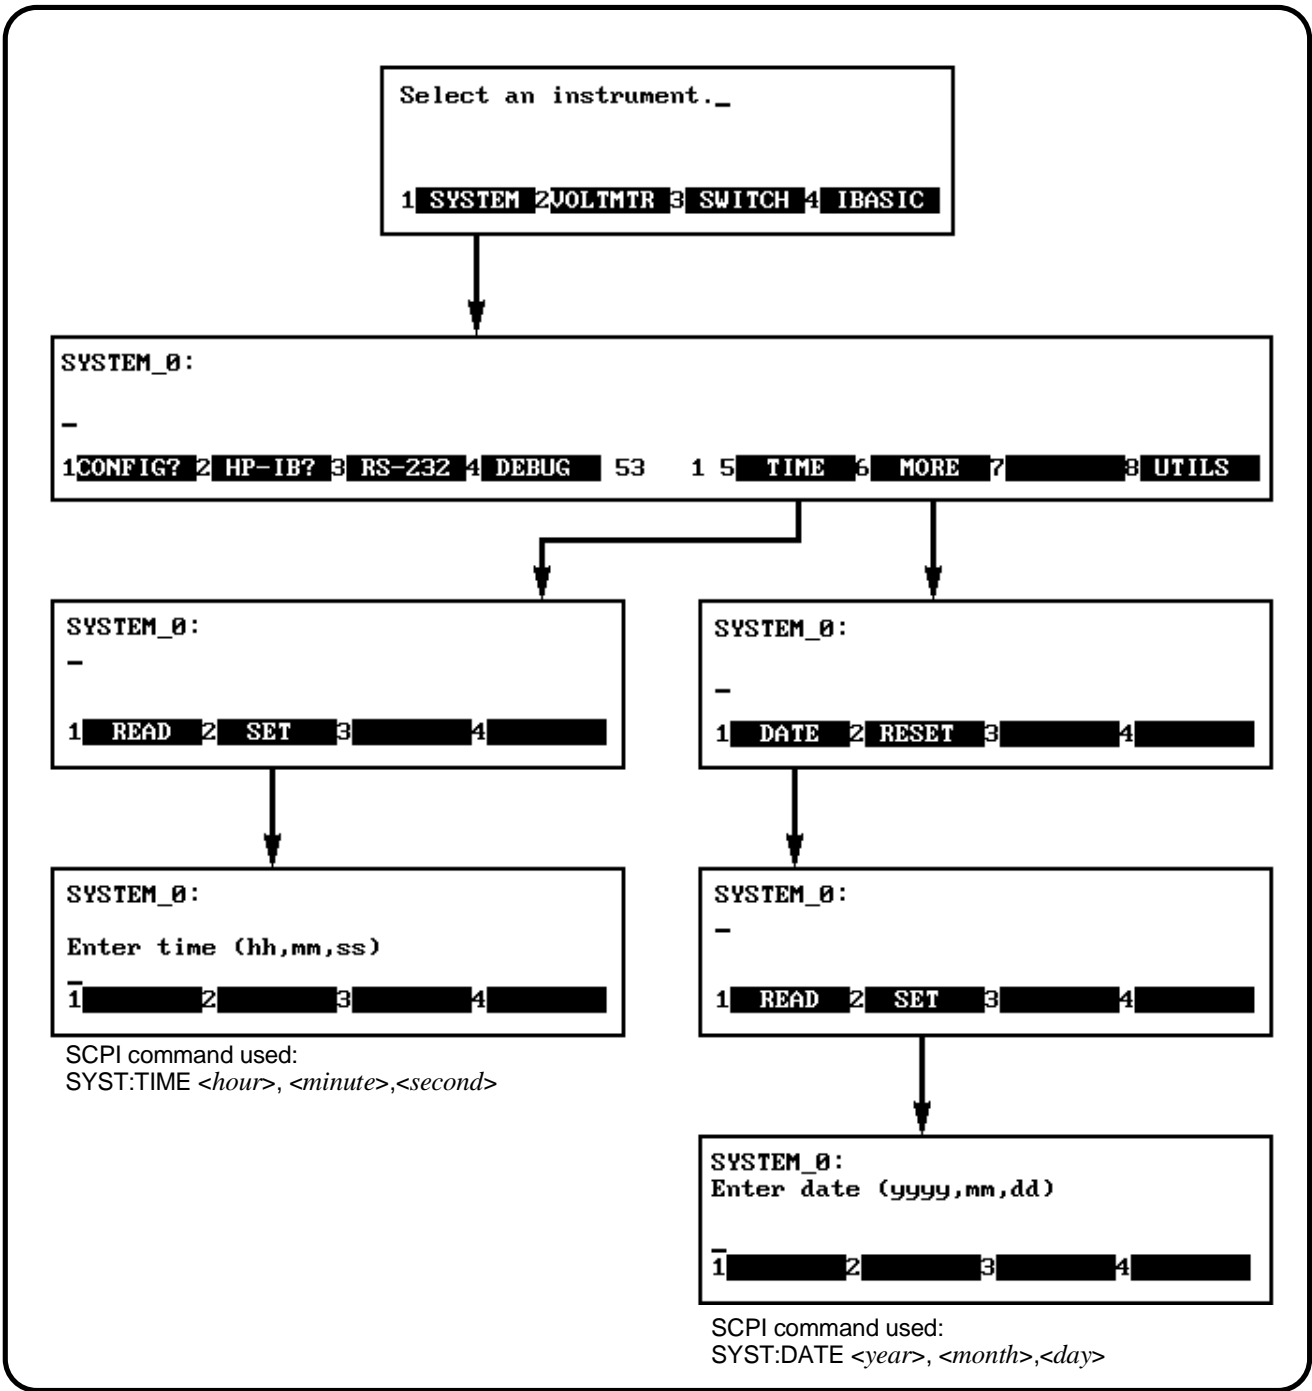 Select an instrument._
1 SYSTEM 2VOLTMTR 3 SWITCH 4 IBASIC
SYSTEM_0:
_
1CONFIG? 2 HP-IB? 3 RS-232 4 DEBUG 53 1 5 TIME 6 MORE 7 8 UTILS
SYSTEM_0:
_
1 READ 2 SET 3 4
SYSTEM_0:
_
1 DATE 2 RESET 3 4
SYSTEM_0:
Enter time (hh,mm,ss)
_
1 2 3 4
SCPI command used:
SYST:TIME <hour>, <minute>,<second>
SYSTEM_0:
_
1 READ 2 SET 3 4
SYSTEM_0:
Enter date (yyyy,mm,dd)
_
1 2 3 4
SCPI command used:
SYST:DATE <year>, <month>,<day>